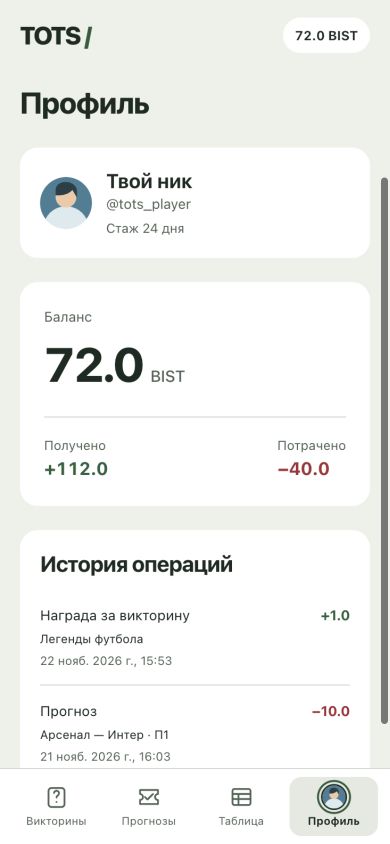 TOTS/
72.0 BIST
Профиль
Твой ник
@tots_player
Стаж 24 дня
Баланс
72.0 BIST
Получено
+112.0
Потрачено
−40.0
История операций
Награда за викторину
+1.0
Легенды футбола
22 нояб. 2026 г., 15:53
Прогноз
−10.0
Арсенал — Интер · П1
21 нояб. 2026 г., 16:03
Викторины
Прогнозы
Таблица
Профиль